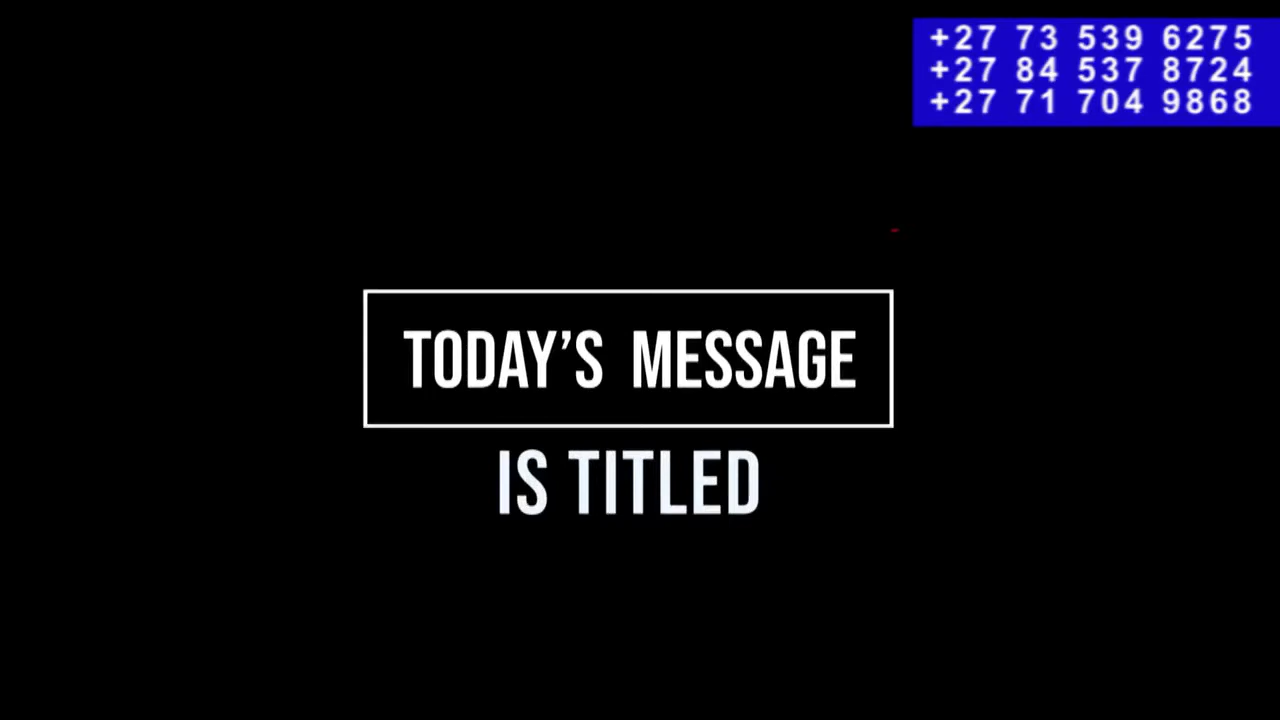 +27 73 539 6275
+27 84 537 8724
+27 71 704 9868
TODAY’S MESSAGE
IS TITLED